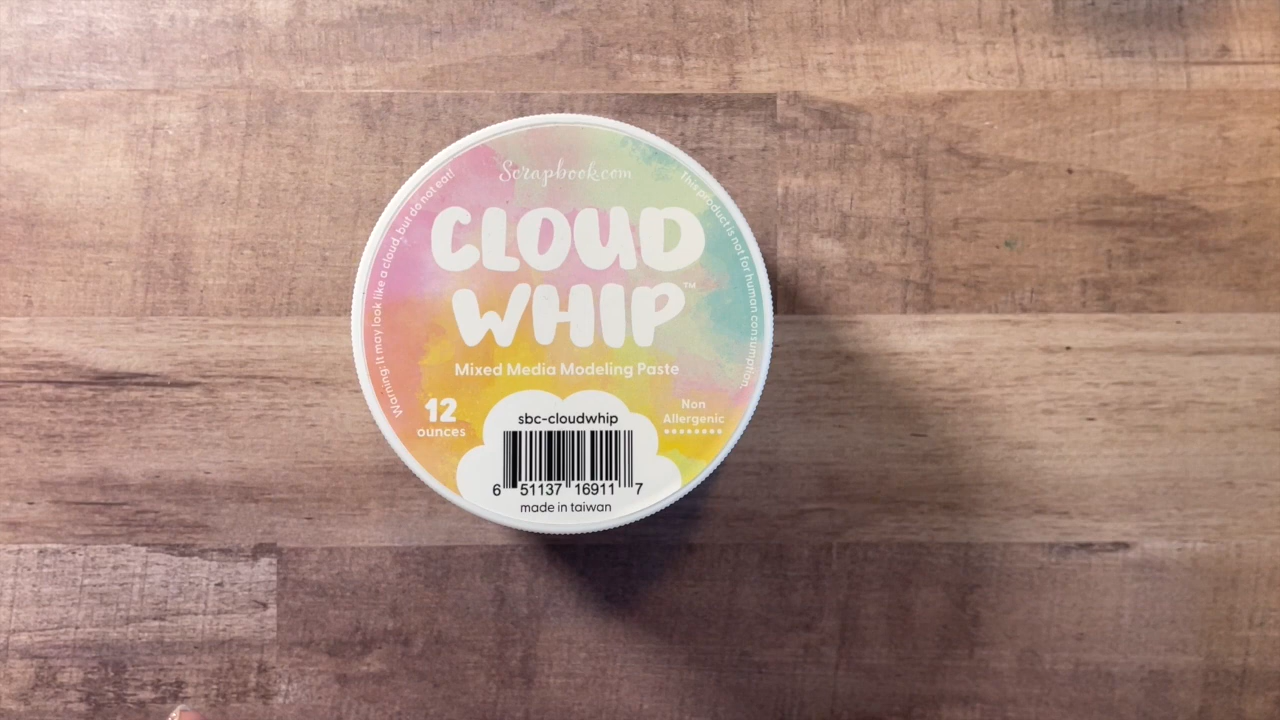 Scrapbook.com
CLOUD
WHIP™
Mixed Media Modeling Paste
Warning: It may look like a cloud, but do not eat!
This product is not for human consumption.
12
ounces
Non
Allergenic
sbc-cloudwhip
6 51137 16911 7
made in taiwan